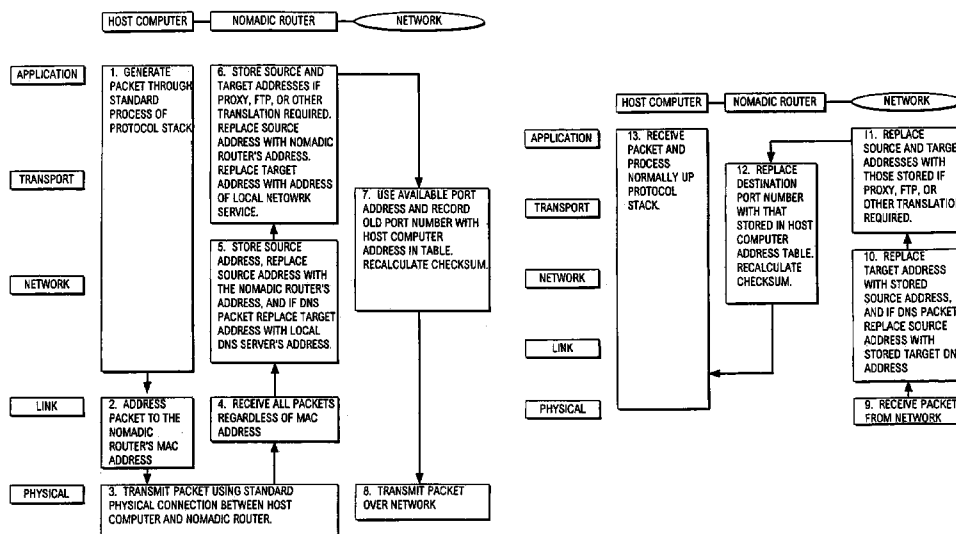 HOST COMPUTER
NOMADIC ROUTER
NETWORK
APPLICATION
TRANSPORT
NETWORK
LINK
PHYSICAL
1. GENERATE
PACKET THROUGH
STANDARD
PROCESS OF
PROTOCOL STACK
2. ADDRESS
PACKET TO THE
NOMADIC
ROUTER'S MAC
ADDRESS
3. TRANSMIT PACKET USING STANDARD
PHYSICAL CONNECTION BETWEEN HOST
COMPUTER AND NOMADIC ROUTER.
4. RECEIVE ALL PACKETS
REGARDLESS OF MAC
ADDRESS
5. STORE SOURCE
ADDRESS, REPLACE
SOURCE ADDRESS WITH
THE NOMADIC ROUTER'S
ADDRESS, AND IF DNS
PACKET REPLACE TARGET
ADDRESS WITH LOCAL
DNS SERVER'S ADDRESS.
6. STORE SOURCE AND
TARGET ADDRESSES IF
PROXY, FTP, OR OTHER
TRANSLATION REQUIRED.
REPLACE SOURCE
ADDRESS WITH NOMADIC
ROUTER'S ADDRESS.
REPLACE TARGET
ADDRESS WITH ADDRESS
OF LOCAL NETOWRK
SERVICE.
7. USE AVAILABLE PORT
ADDRESS AND RECORD
OLD PORT NUMBER WITH
HOST COMPUTER
ADDRESS IN TABLE.
RECALCULATE CHECKSUM.
8. TRANSMIT PACKET
OVER NETWORK
HOST COMPUTER
NOMADIC ROUTER
NETWORK
APPLICATION
TRANSPORT
NETWORK
LINK
PHYSICAL
13. RECEIVE
PACKET AND
PROCESS
NORMALLY UP
PROTOCOL
STACK.
12. REPLACE
DESTINATION
PORT NUMBER
WITH THAT
STORED IN HOST
COMPUTER
ADDRESS TABLE.
RECALCULATE
CHECKSUM.
11. REPLACE
SOURCE AND TARGET
ADDRESSES WITH
THOSE STORED IF
PROXY, FTP, OR
OTHER TRANSLATION
REQUIRED.
10. REPLACE
TARGET ADDRESS
WITH STORED
SOURCE ADDRESS,
AND IF DNS PACKET
REPLACE SOURCE
ADDRESS WITH
STORED TARGET DN
ADDRESS
9. RECEIVE PACKET
FROM NETWORK